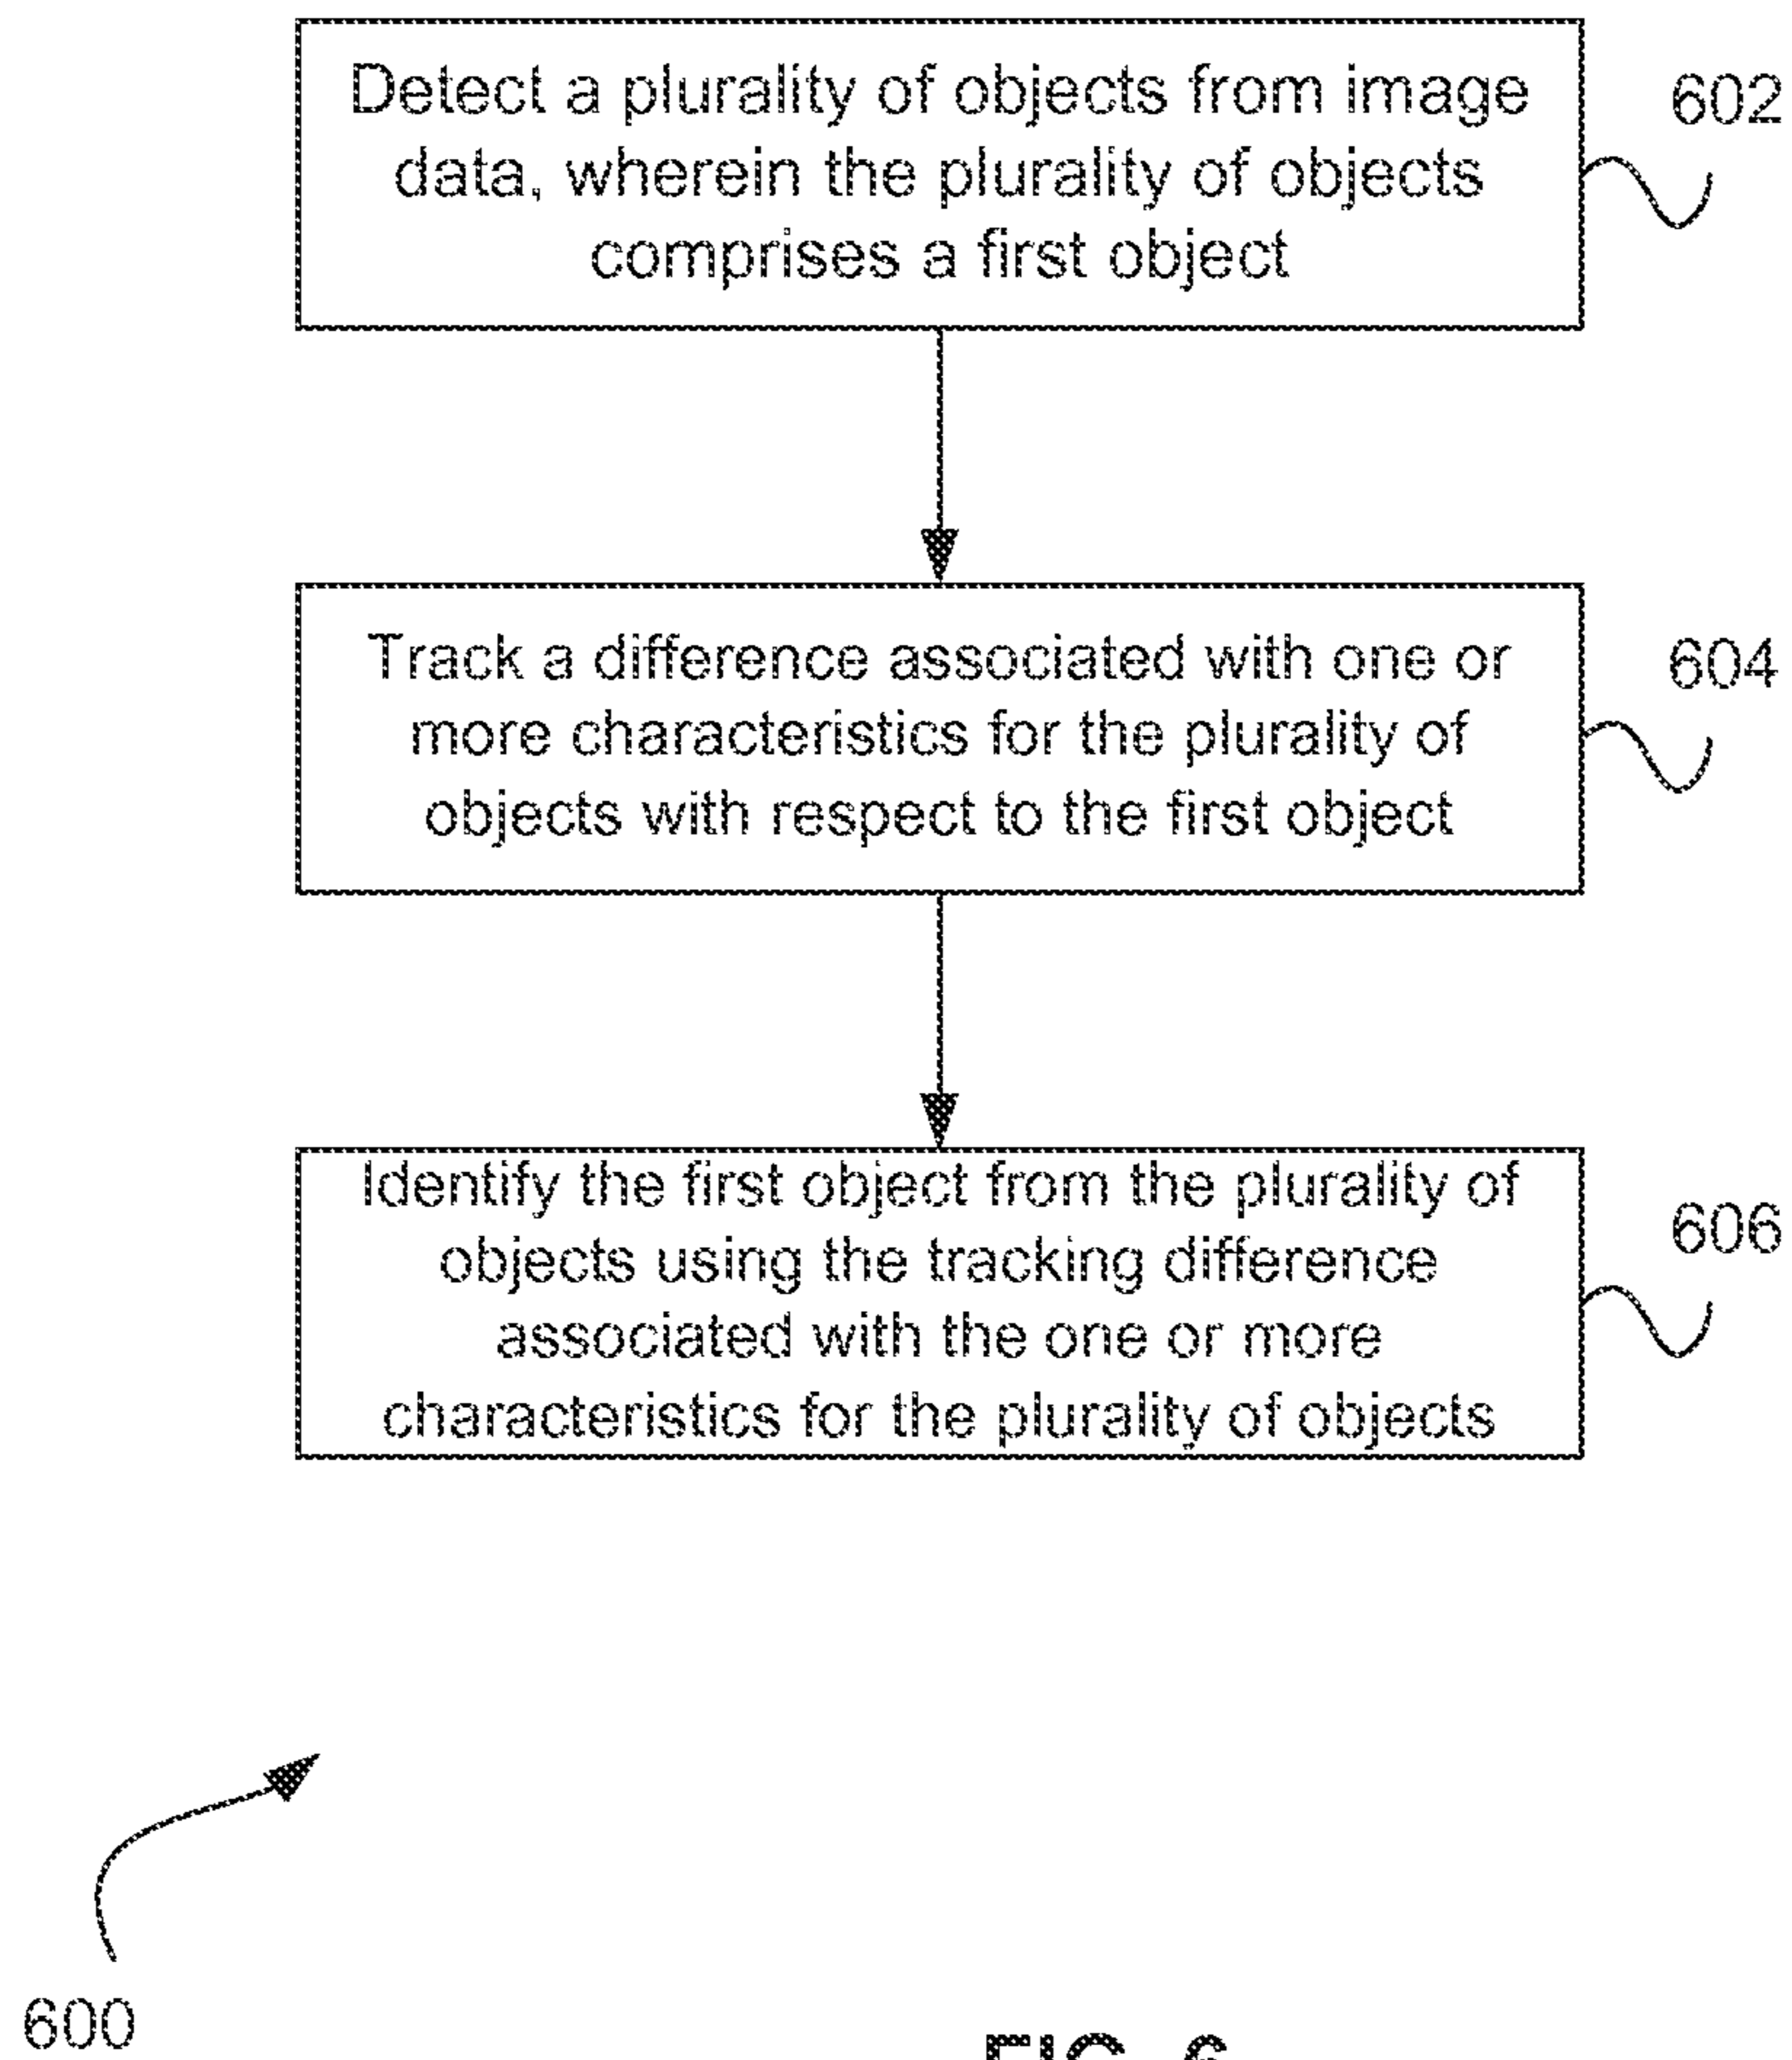 Detect a plurality of objects from image
data, wherein the plurality of objects
comprises a first object
602
Track a difference associated with one or
more characteristics for the plurality of
objects with respect to the first object
604
Identify the first object from the plurality of
objects using the tracking difference
associated with the one or more
characteristics for the plurality of objects
606
600
FIG. 6